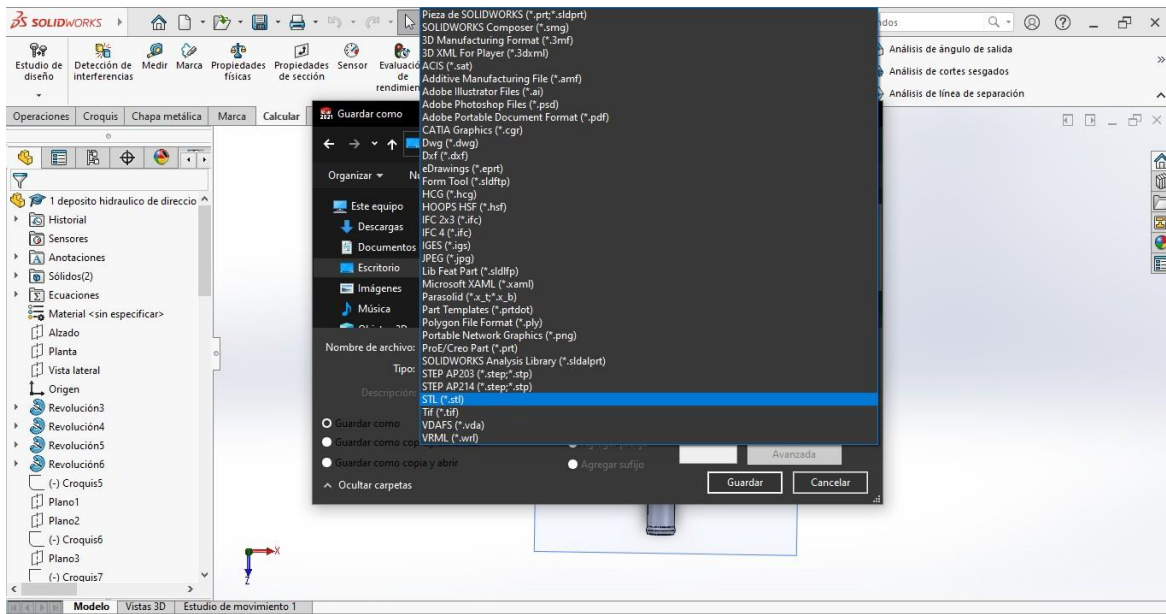 SOLIDWORKS
Estudio de diseño
Detección de interferencias
Medir
Marca
Propiedades físicas
Propiedades de sección
Sensor
de
Análisis de ángulo de salida
Análisis de cortes sesgados
Análisis de línea de separación
Operaciones
Croquis
Chapa metálica
Marca
Calcular
1 deposito hidraulico de direccio
Historial
Sensores
Anotaciones
Sólidos(2)
Ecuaciones
Material <sin especificar>
Alzado
Planta
Vista lateral
Origen
Revolución3
Revolución4
Revolución5
Revolución6
(-) Croquis5
Plano1
Plano2
(-) Croquis6
Plano3
(-) Croquis7
Modelo
Vistas 3D
Estudio de movimiento 1
Guardar como
Organizar
Este equipo
Descargas
Documentos
Escritorio
Imágenes
Música
Nombre de archivo:
Tipo:
Descripción:
Pieza de SOLIDWORKS (*.prt;*.sldprt)
SOLIDWORKS Composer (*.smg)
3D Manufacturing Format (*.3mf)
3D XML For Player (*.3dxml)
ACIS (*.sat)
Additive Manufacturing File (*.amf)
Adobe Illustrator Files (*.ai)
Adobe Photoshop Files (*.psd)
Adobe Portable Document Format (*.pdf)
CATIA Graphics (*.cgr)
Dwg (*.dwg)
Dxf (*.dxf)
eDrawings (*.eprt)
Form Tool (*.sldftp)
HCG (*.hcg)
HOOPS HSF (*.hsf)
IFC 2x3 (*.ifc)
IFC 4 (*.ifc)
IGES (*.igs)
JPEG (*.jpg)
Lib Feat Part (*.sldlfp)
Microsoft XAML (*.xaml)
Parasolid (*.x_t;*.x_b)
Part Templates (*.prtdot)
Polygon File Format (*.ply)
Portable Network Graphics (*.png)
ProE/Creo Part (*.prt)
SOLIDWORKS Analysis Library (*.sldalprt)
STEP AP203 (*.step;*.stp)
STEP AP214 (*.step;*.stp)
STL (*.stl)
Tif (*.tif)
VDAFS (*.vda)
VRML (*.wrl)
Guardar como
Guardar como copia y abrir
Agregar sufijo
Avanzada
Ocultar carpetas
Guardar
Cancelar
X
Z